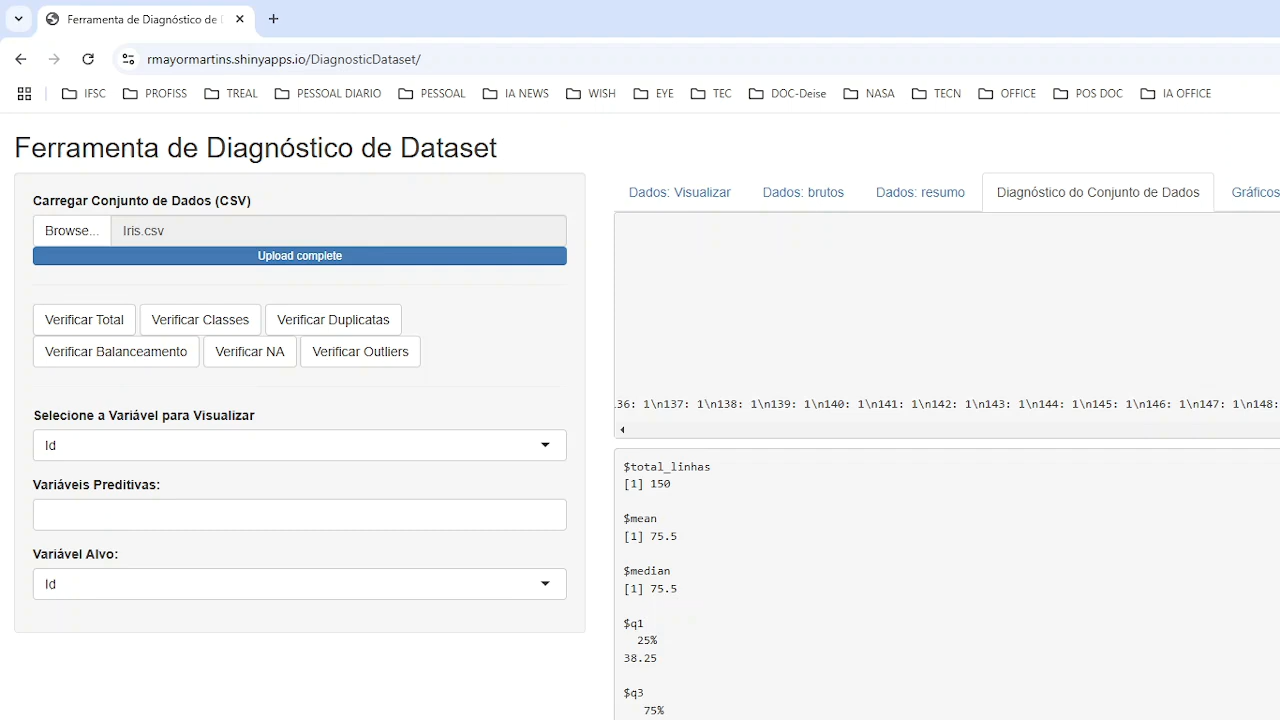 Ferramenta de Diagnóstico de
rmayormartins.shinyapps.io/DiagnosticDataset/
IFSC PROFISS TREAL PESSOAL DIARIO PESSOAL IA NEWS WISH EYE TEC DOC-Deise NASA TECN OFFICE POS DOC IA OFFICE
Ferramenta de Diagnóstico de Dataset
Carregar Conjunto de Dados (CSV)
Browse... Iris.csv
Upload complete
Verificar Total Verificar Classes Verificar Duplicatas
Verificar Balanceamento Verificar NA Verificar Outliers
Selecione a Variável para Visualizar
Id
Variáveis Preditivas:
Variável Alvo:
Id
Dados: Visualizar Dados: brutos Dados: resumo Diagnóstico do Conjunto de Dados Gráficos
36: 1\n137: 1\n138: 1\n139: 1\n140: 1\n141: 1\n142: 1\n143: 1\n144: 1\n145: 1\n146: 1\n147: 1\n148:
$total_linhas
[1] 150
$mean
[1] 75.5
$median
[1] 75.5
$q1
25%
38.25
$q3
75%